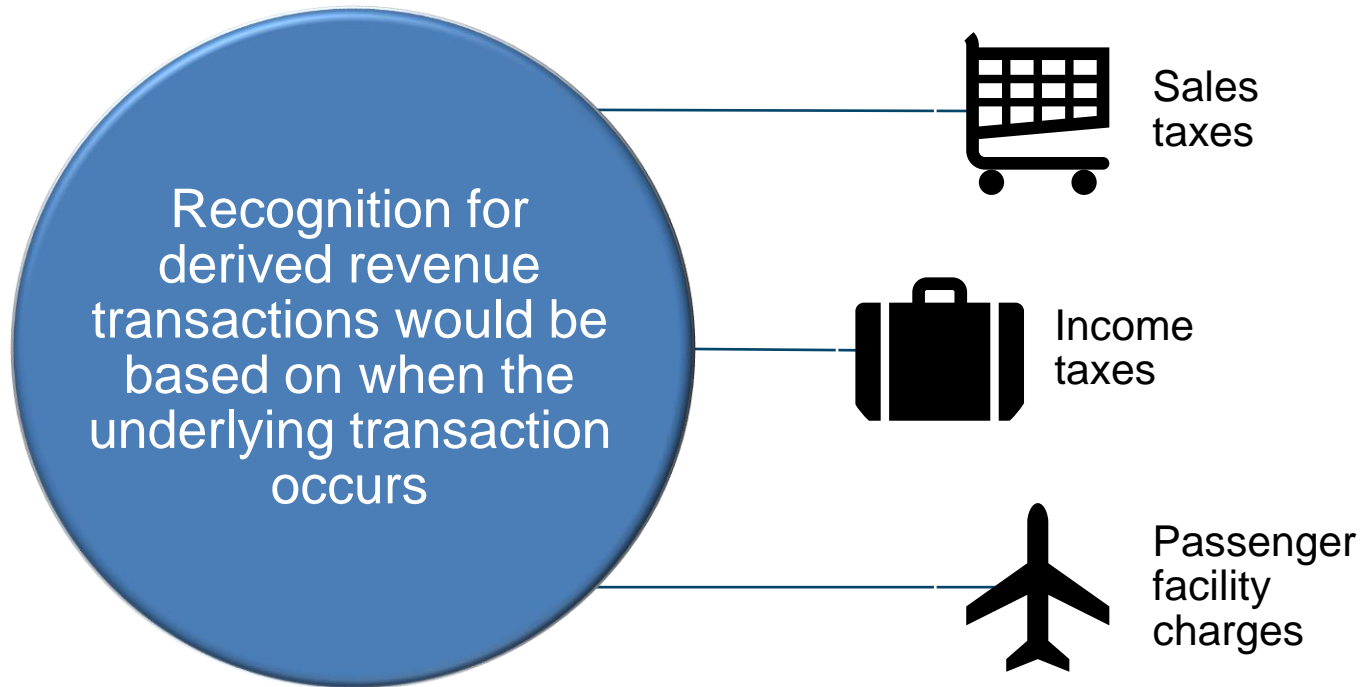 Recognition for
derived revenue
transactions would be
based on when the
underlying transaction
occurs
Sales
taxes
Income
taxes
Passenger
facility
charges